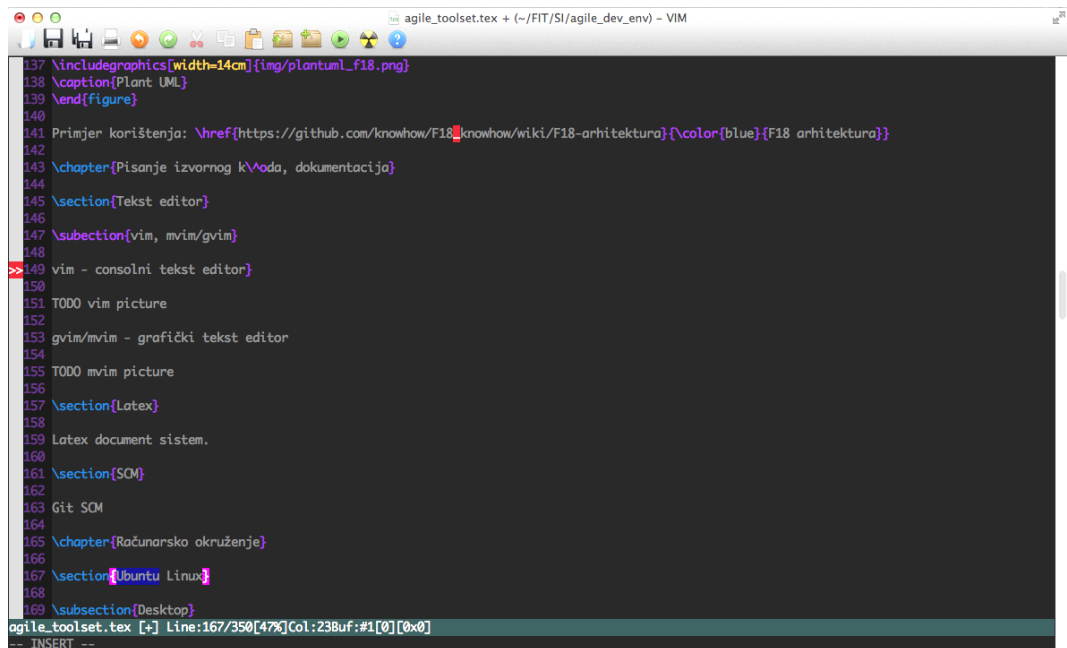 agile_toolset.tex + (~/FIT/SI/agile_dev_env) - VIM
137 \includegraphics[width=14cm]{img/plantuml_f18.png}
138 \caption{Plant UML}
139 \end{figure}
140
141 Primjer korištenja: \href{https://github.com/knowhow/F18_knowhow/wiki/F18-arhitektura}{\color{blue}{F18 arhitektura}}
142
143 \chapter{Pisanje izvornog k\^oda, dokumentacija}
144
145 \section{Tekst editor}
146
147 \subection{vim, mvim/gvim}
148
>>149 vim - consolni tekst editor}
150
151 TODO vim picture
152
153 gvim/mvim - grafički tekst editor
154
155 TODO mvim picture
156
157 \section{Latex}
158
159 Latex document sistem.
160
161 \section{SCM}
162
163 Git SCM
164
165 \chapter{Računarsko okruženje}
166
167 \section{Ubuntu Linux}
168
169 \subsection{Desktop}
agile_toolset.tex [+] Line:167/350[47%]Col:23Buf:#1[0][0x0]
-- INSERT --